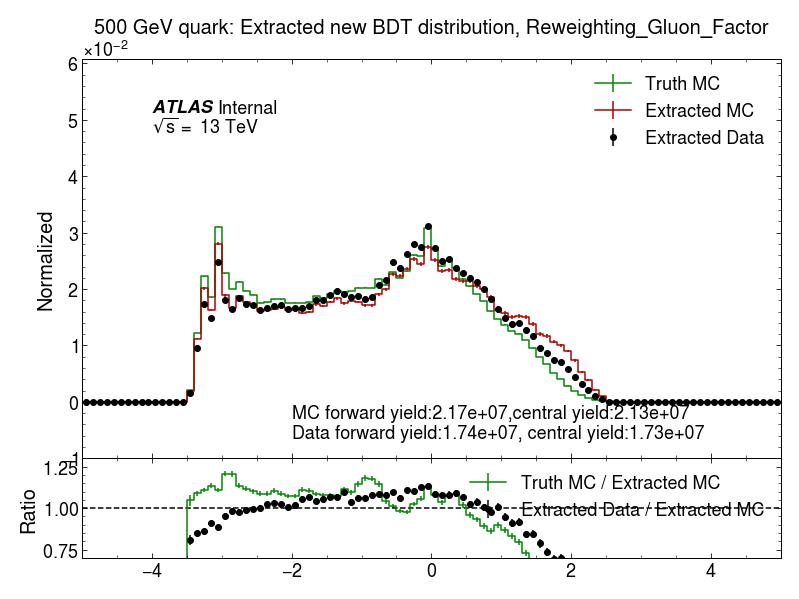 500 GeV quark: Extracted new BDT distribution, Reweighting_Gluon_Factor
×10⁻²
6
5
4
3
2
1
0
Normalized
ATLAS Internal
√s = 13 TeV
Truth MC
Extracted MC
Extracted Data
MC forward yield:2.17e+07,central yield:2.13e+07
Data forward yield:1.74e+07, central yield:1.73e+07
1.25
1.00
0.75
Ratio
Truth MC / Extracted MC
Extracted Data / Extracted MC
−4
−2
0
2
4